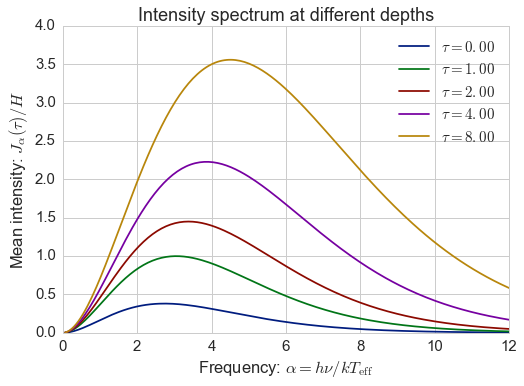 Intensity spectrum at different depths
4.0
3.5
3.0
2.5
2.0
1.5
1.0
0.5
0.0
Mean intensity: J_α(τ)/H
τ = 0.00
τ = 1.00
τ = 2.00
τ = 4.00
τ = 8.00
0 2 4 6 8 10 12
Frequency: α = hν/kT_eff